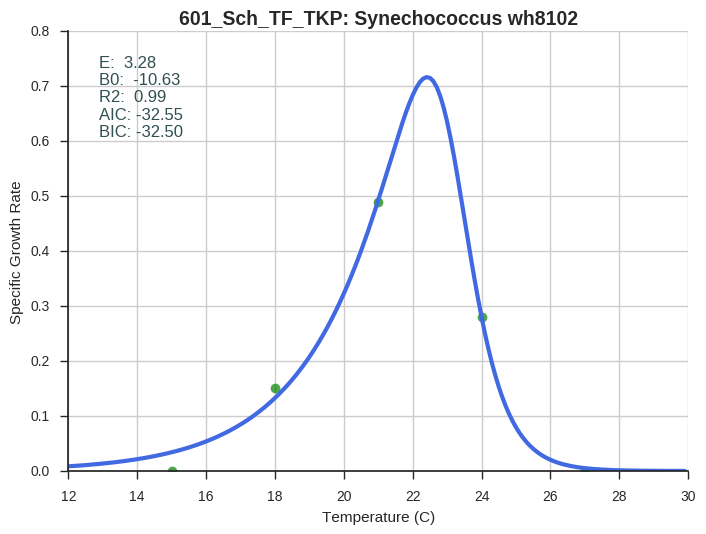 601_Sch_TF_TKP: Synechococcus wh8102
E: 3.28
B0: -10.63
R2: 0.99
AIC: -32.55
BIC: -32.50
Specific Growth Rate
0.8
0.7
0.6
0.5
0.4
0.3
0.2
0.1
0.0
12 14 16 18 20 22 24 26 28 30
Temperature (C)